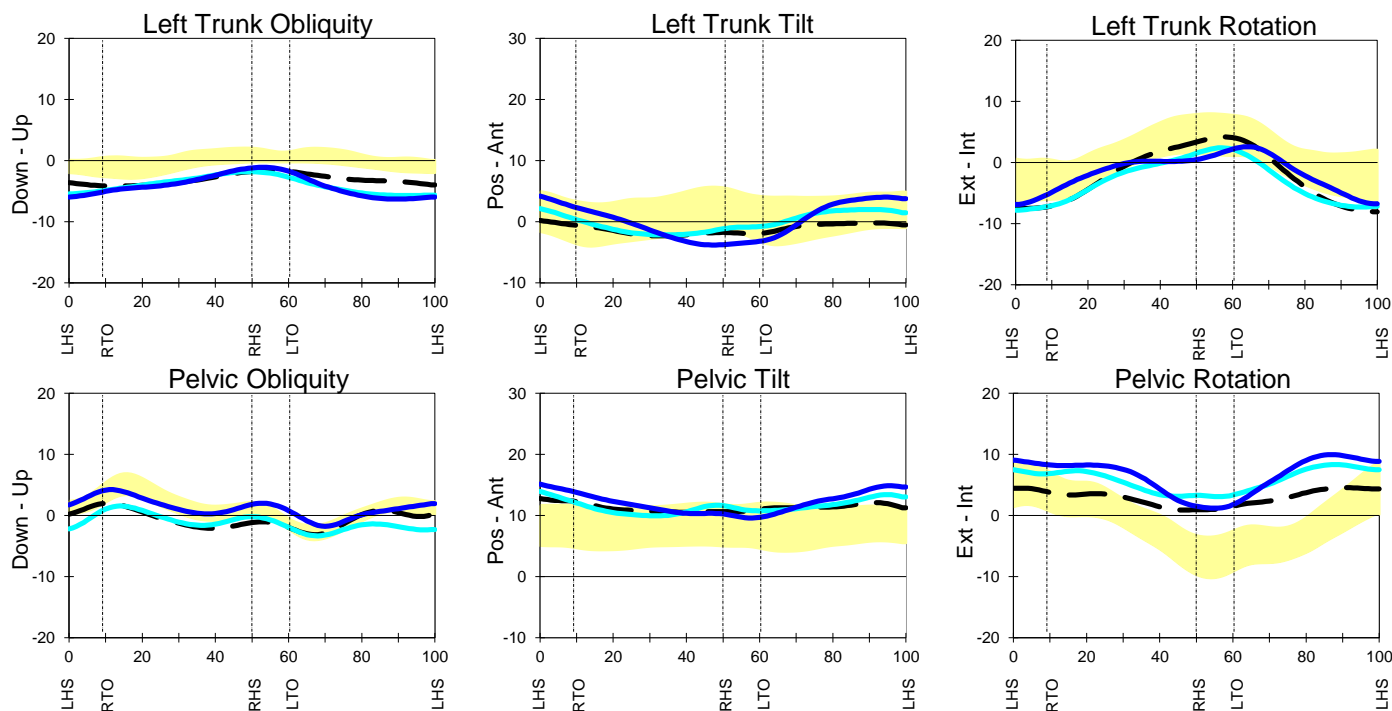 Left Trunk Obliquity
Left Trunk Tilt
Left Trunk Rotation
20
10
0
-10
-20
Down - Up
0 20 40 60 80 100
LHS RTO RHS LTO LHS
30
20
10
0
-10
Pos - Ant
0 20 40 60 80 100
LHS RTO RHS LTO LHS
20
10
0
-10
-20
Ext - Int
0 20 40 60 80 100
LHS RTO RHS LTO LHS
Pelvic Obliquity
Pelvic Tilt
Pelvic Rotation
20
10
0
-10
-20
Down - Up
0 20 40 60 80 100
LHS RTO RHS LTO LHS
30
20
10
0
-10
Pos - Ant
0 20 40 60 80 100
LHS RTO RHS LTO LHS
20
10
0
-10
-20
Ext - Int
0 20 40 60 80 100
LHS RTO RHS LTO LHS